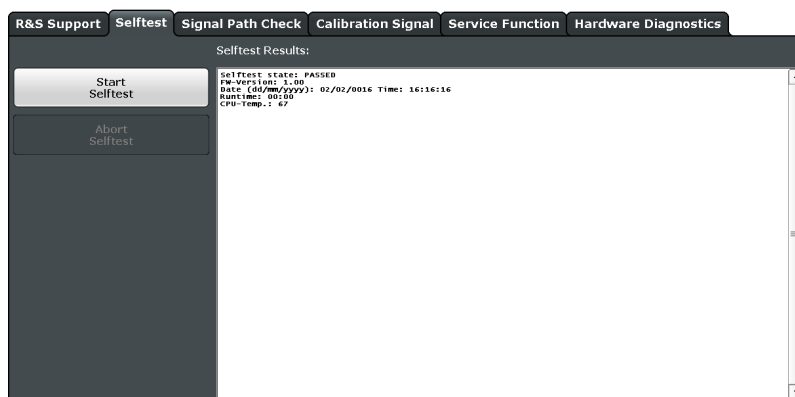 R&S Support Selftest Signal Path Check Calibration Signal Service Function Hardware Diagnostics
Selftest Results:
Start
Selftest
Abort
Selftest
Selftest state: PASSED
FW-Version: 1.00
Date (dd/mm/yyyy): 02/02/0016 Time: 16:16:16
Runtime: 00:00
CPU-Temp.: 67